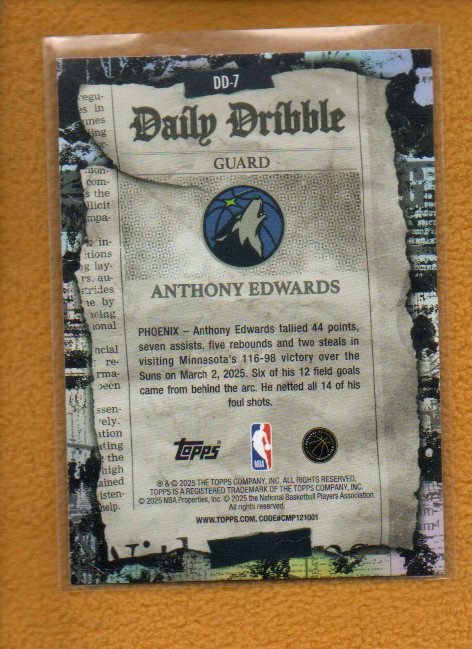 DD-7
Daily Dribble
GUARD
ANTHONY EDWARDS
PHOENIX – Anthony Edwards tallied 44 points,
seven assists, five rebounds and two steals in
visiting Minnesota's 116-98 victory over the
Suns on March 2, 2025. Six of his 12 field goals
came from behind the arc. He netted all 14 of his
foul shots.
topps
NBA
® & © 2025 THE TOPPS COMPANY, INC. ALL RIGHTS RESERVED.
TOPPS IS A REGISTERED TRADEMARK OF THE TOPPS COMPANY, INC.
© 2025 NBA Properties, Inc. © 2025 the National Basketball Players Association.
All rights reserved.
WWW.TOPPS.COM. CODE#CMP121001